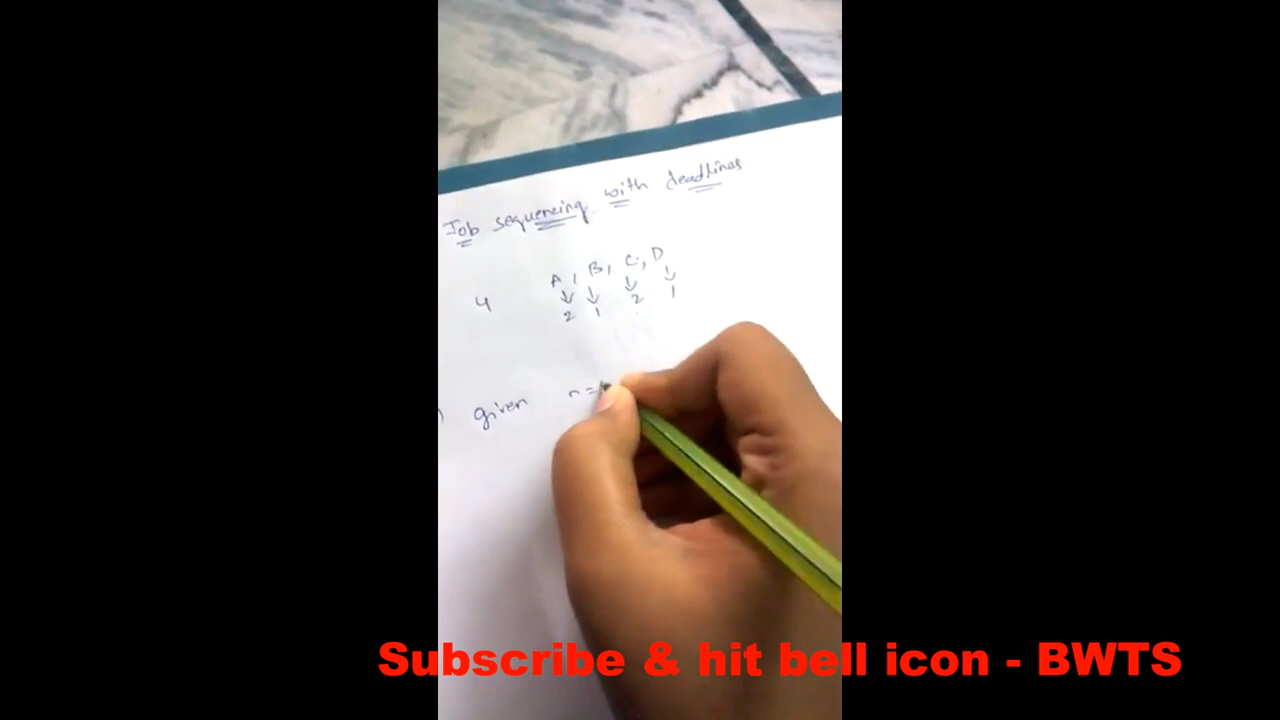 Job sequencing with deadlines
4 A, B, C, D
↓ ↓ ↓ ↓
2 1 2 1
) given n=
Subscribe & hit bell icon - BWTS